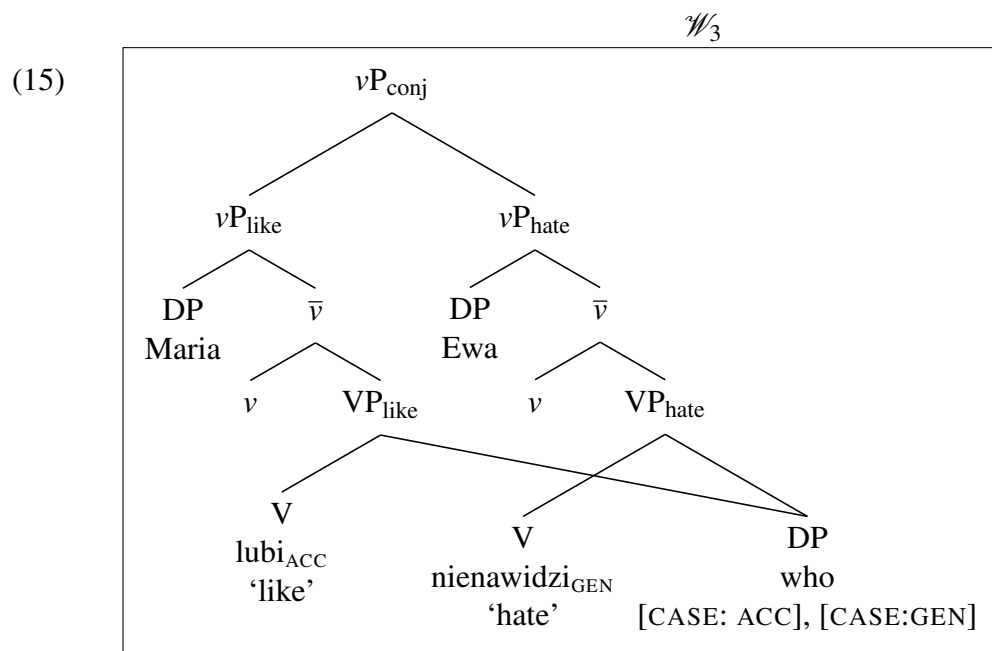 𝒲3
(15)
vPconj
vPlike vPhate
DP v̅ DP v̅
Maria Ewa
v VPlike v VPhate
V V DP
lubiACC nienawidziGEN who
‘like’ ‘hate’ [CASE: ACC], [CASE:GEN]